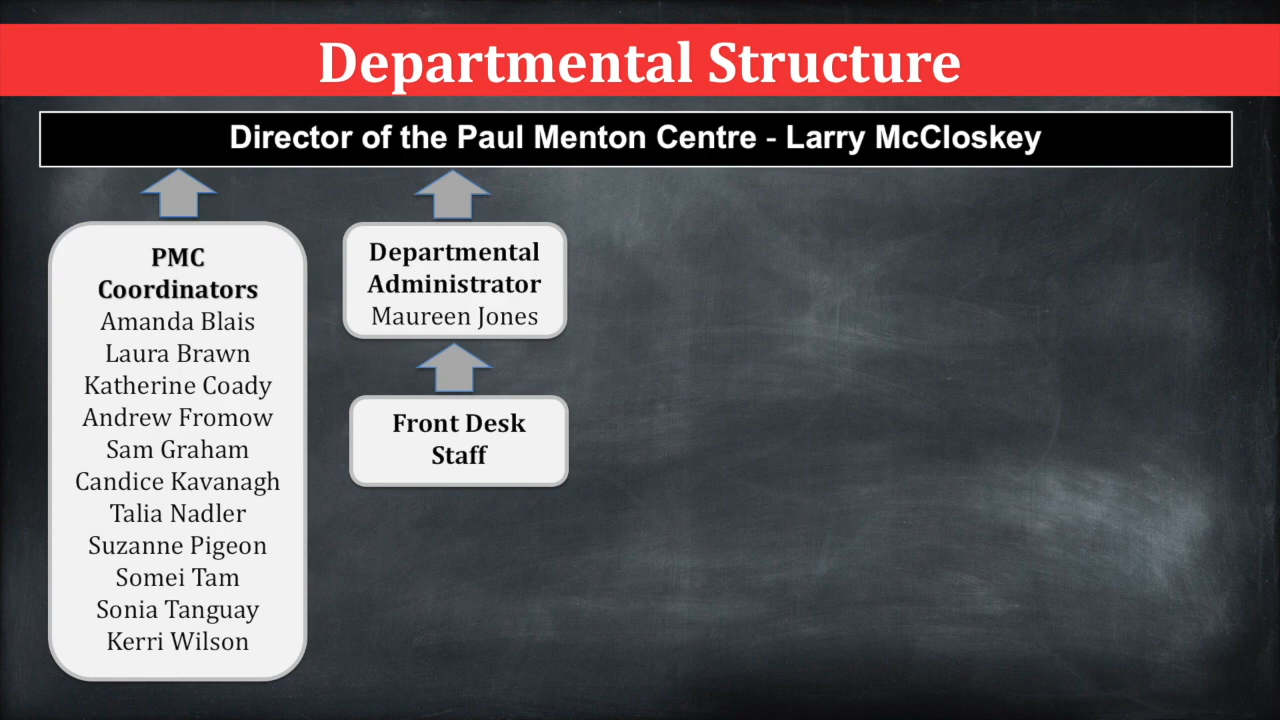 Departmental Structure
Director of the Paul Menton Centre - Larry McCloskey
PMC
Coordinators
Amanda Blais
Laura Brawn
Katherine Coady
Andrew Fromow
Sam Graham
Candice Kavanagh
Talia Nadler
Suzanne Pigeon
Somei Tam
Sonia Tanguay
Kerri Wilson
Departmental
Administrator
Maureen Jones
Front Desk
Staff